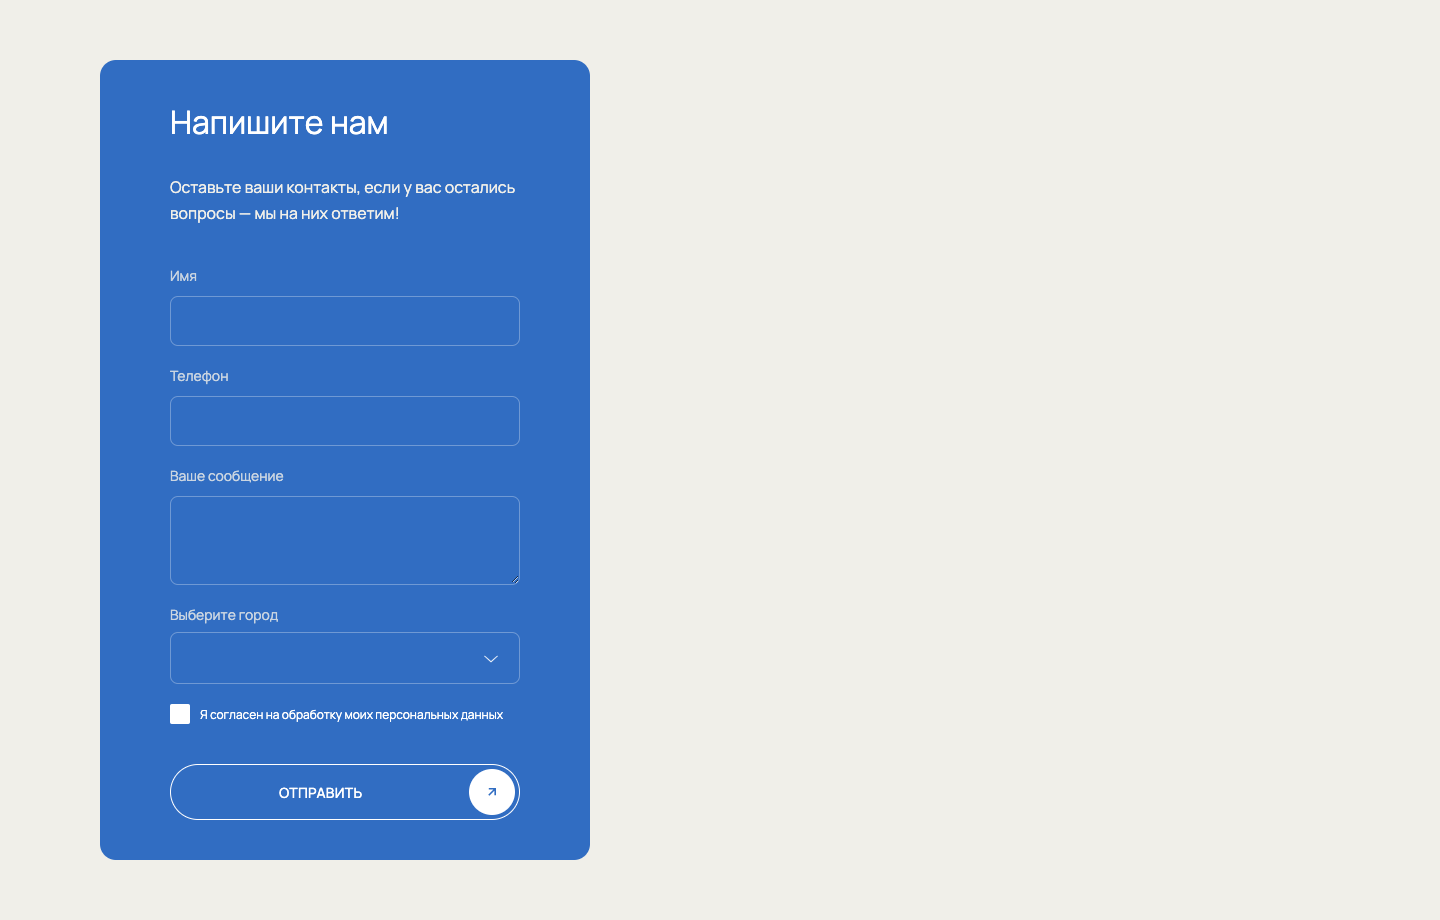 Напишите нам
Оставьте ваши контакты, если у вас остались
вопросы — мы на них ответим!
Имя
Телефон
Ваше сообщение
Выберите город
Я согласен на обработку моих персональных данных
ОТПРАВИТЬ